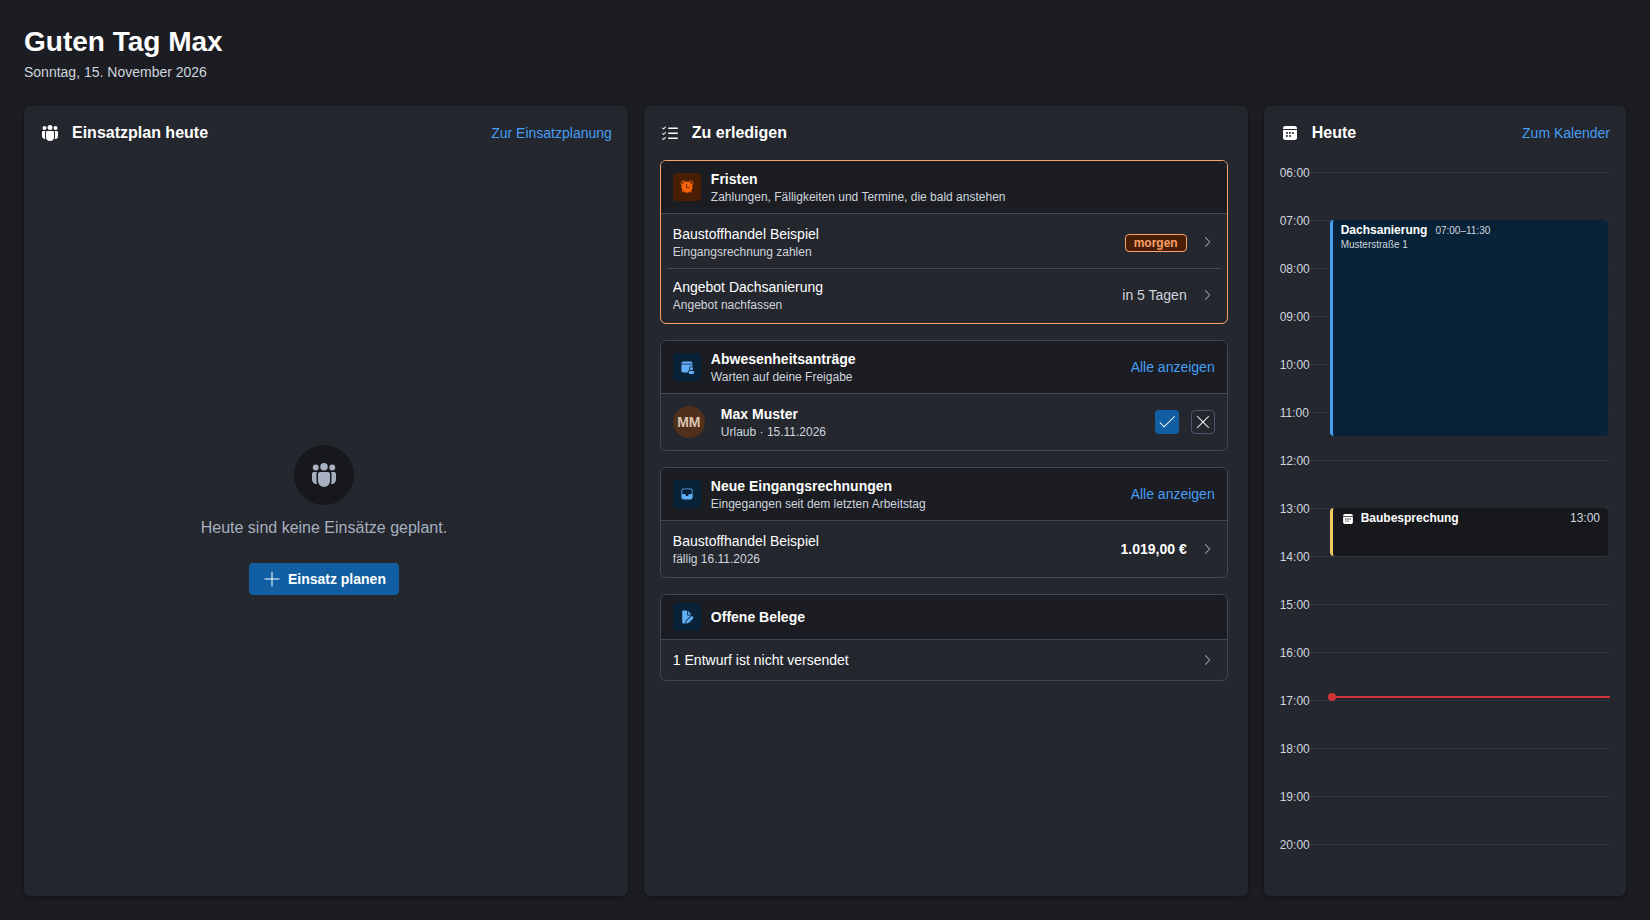 Guten Tag Max
Sonntag, 15. November 2026
Einsatzplan heute
Zur Einsatzplanung
Heute sind keine Einsätze geplant.
Einsatz planen
Zu erledigen
Fristen
Zahlungen, Fälligkeiten und Termine, die bald anstehen
Baustoffhandel Beispiel
Eingangsrechnung zahlen
morgen
Angebot Dachsanierung
Angebot nachfassen
in 5 Tagen
Abwesenheitsanträge
Warten auf deine Freigabe
Alle anzeigen
MM
Max Muster
Urlaub · 15.11.2026
Neue Eingangsrechnungen
Eingegangen seit dem letzten Arbeitstag
Alle anzeigen
Baustoffhandel Beispiel
fällig 16.11.2026
1.019,00 €
Offene Belege
1 Entwurf ist nicht versendet
Heute
Zum Kalender
06:00
07:00
Dachsanierung 07:00–11:30
Musterstraße 1
08:00
09:00
10:00
11:00
12:00
13:00
Baubesprechung 13:00
14:00
15:00
16:00
17:00
18:00
19:00
20:00